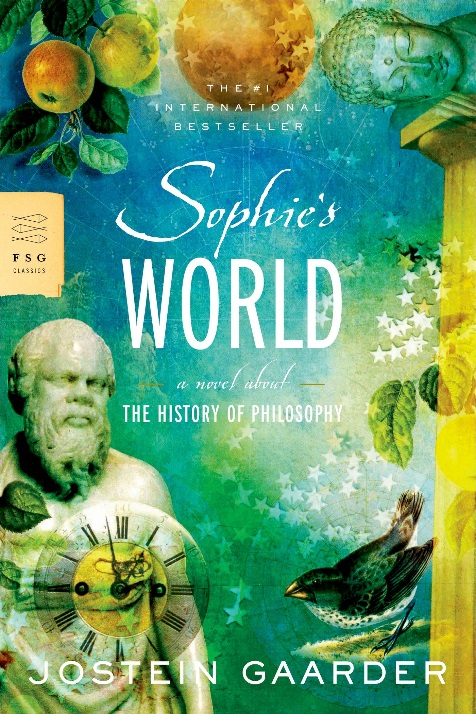 THE #1
INTERNATIONAL
BESTSELLER
Sophie's
WORLD
FSG
CLASSICS
a novel about
THE HISTORY OF PHILOSOPHY
JOSTEIN GAARDER